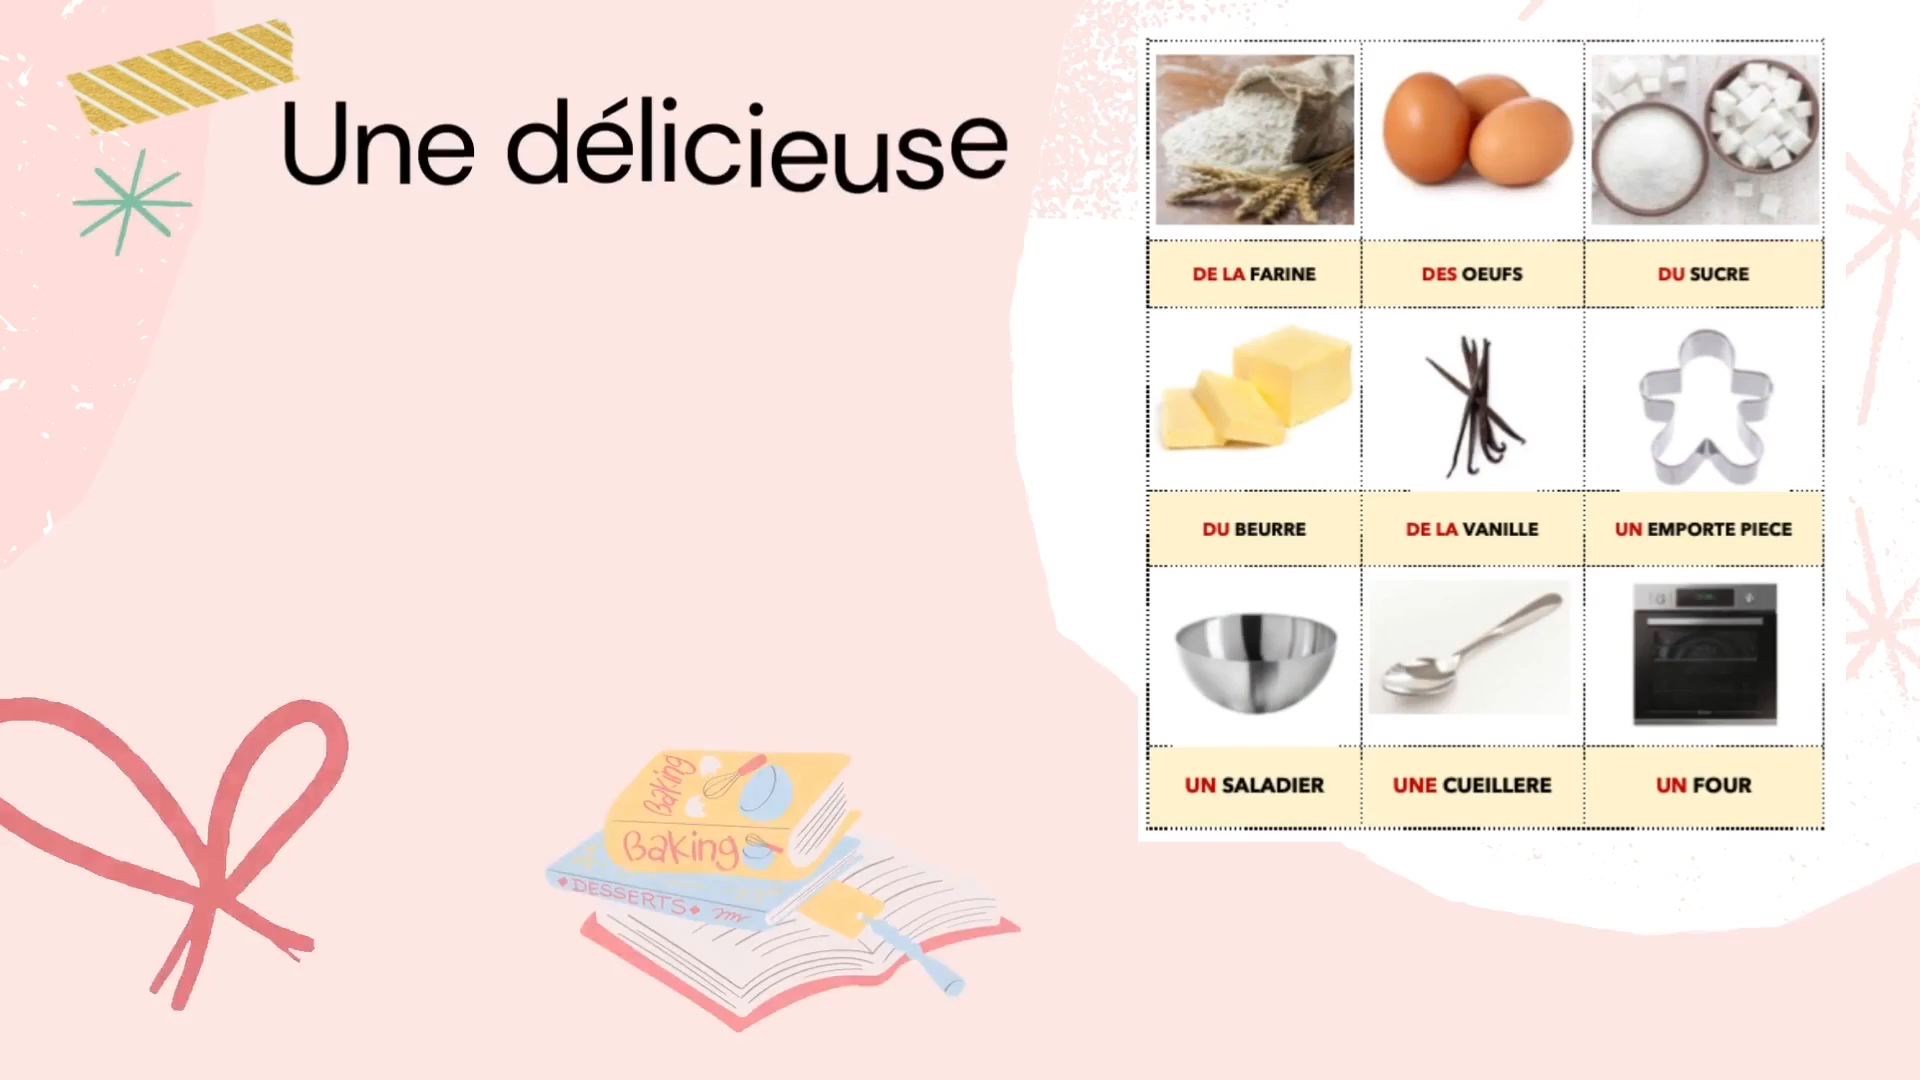 Une délicieuse
DE LA FARINE
DES OEUFS
DU SUCRE
DU BEURRE
DE LA VANILLE
UN EMPORTE PIECE
UN SALADIER
UNE CUEILLERE
UN FOUR
Baking
Baking
DESSERTS